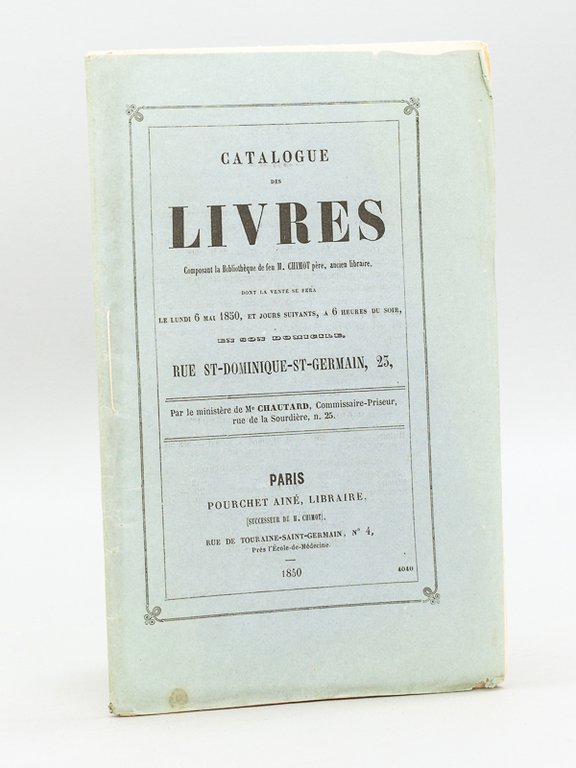 CATALOGUE
DES
LIVRES
Composant la Bibliothèque de feu M. CHIMOT père, ancien libraire,
DONT LA VENTE SE FERA
LE LUNDI 6 MAI 1850, ET JOURS SUIVANTS, A 6 HEURES DU SOIR,
EN SON DOMICILE,
RUE ST-DOMINIQUE-ST-GERMAIN, 23,
Par le ministère de Me CHAUTARD, Commissaire-Priseur,
rue de la Sourdière, n. 25.
PARIS
POURCHET AINÉ, LIBRAIRE,
[SUCCESSEUR DE M. CHIMOT],
RUE DE TOURAINE-SAINT-GERMAIN, N° 4,
Près l'École-de-Médecine.
1850
4040